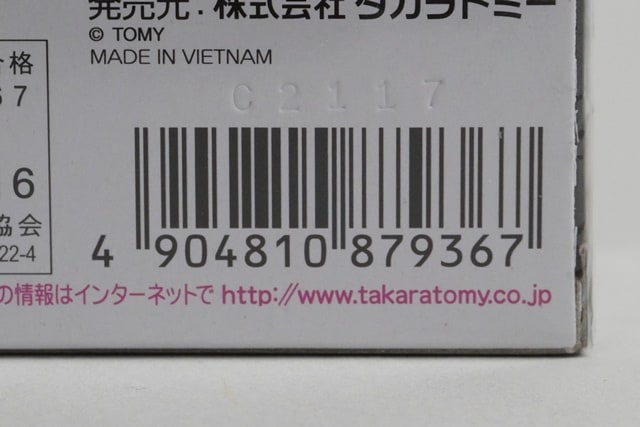 発売元：株式会社 タカラトミー
© TOMY
MADE IN VIETNAM
合格
67
C2117
6
協会
22-4
4 904810 879367
の情報はインターネットで http://www.takaratomy.co.jp